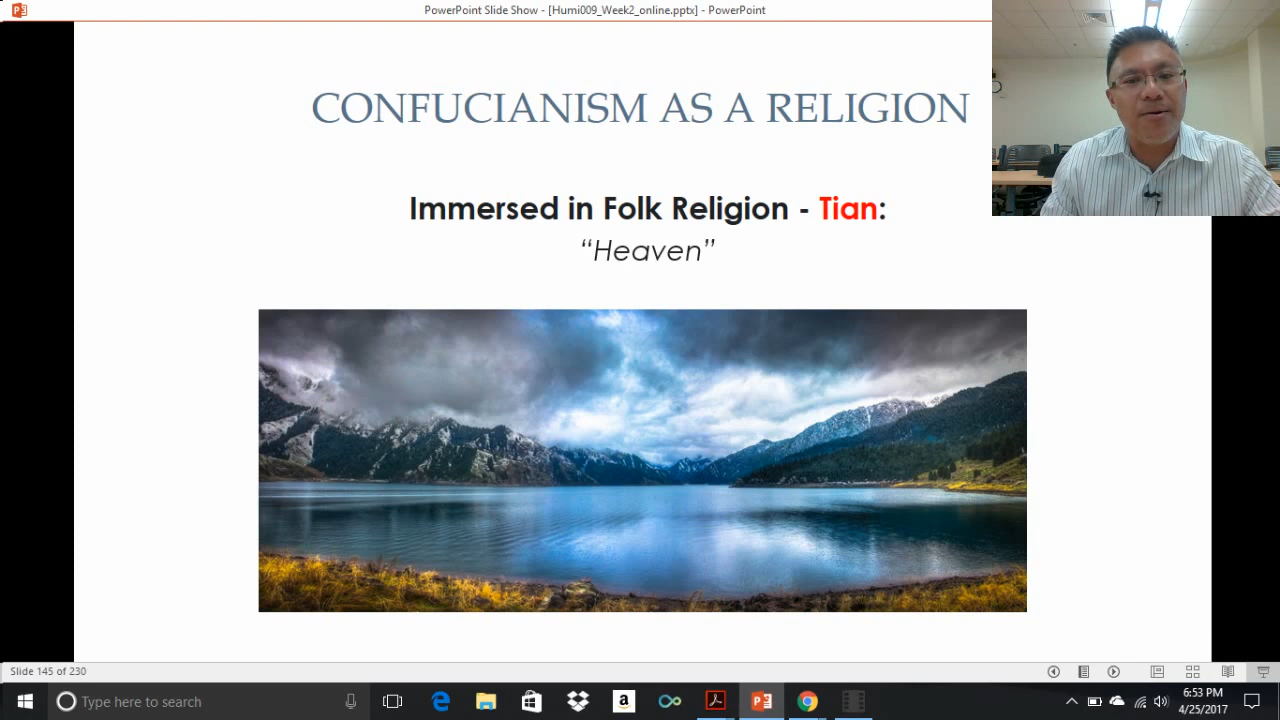 PowerPoint Slide Show - [Humi009_Week2_online.pptx] - PowerPoint
CONFUCIANISM AS A RELIGION
Immersed in Folk Religion - Tian:
“Heaven”
Slide 145 of 230
Type here to search
6:53 PM
4/25/2017